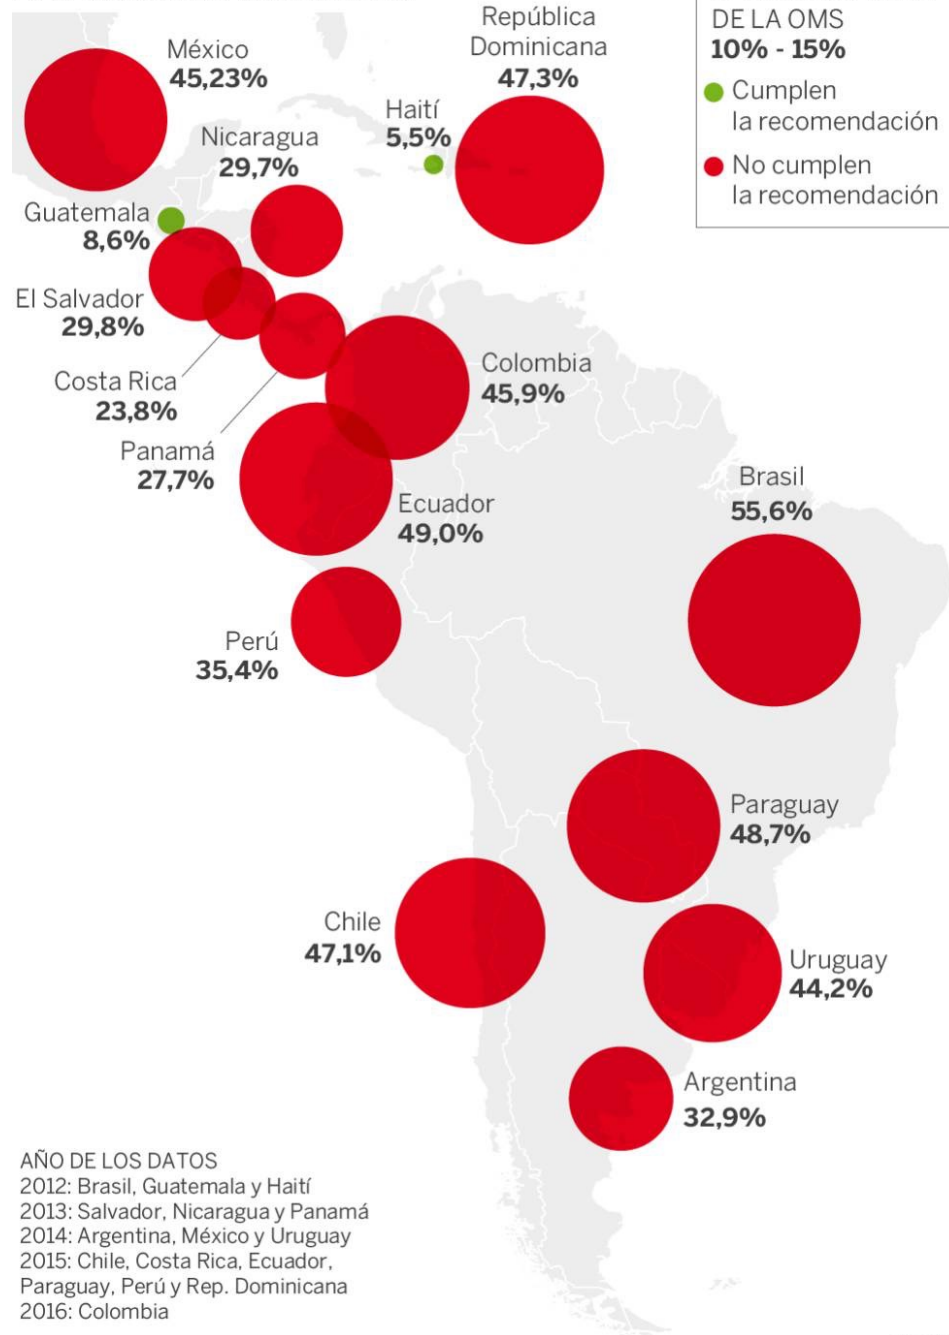 DE LA OMS
10% - 15%
Cumplen
la recomendación
No cumplen
la recomendación
México
45,23%
República
Dominicana
47,3%
Haití
5,5%
Nicaragua
29,7%
Guatemala
8,6%
El Salvador
29,8%
Costa Rica
23,8%
Panamá
27,7%
Colombia
45,9%
Ecuador
49,0%
Brasil
55,6%
Perú
35,4%
Paraguay
48,7%
Chile
47,1%
Uruguay
44,2%
Argentina
32,9%
AÑO DE LOS DATOS
2012: Brasil, Guatemala y Haití
2013: Salvador, Nicaragua y Panamá
2014: Argentina, México y Uruguay
2015: Chile, Costa Rica, Ecuador,
Paraguay, Perú y Rep. Dominicana
2016: Colombia